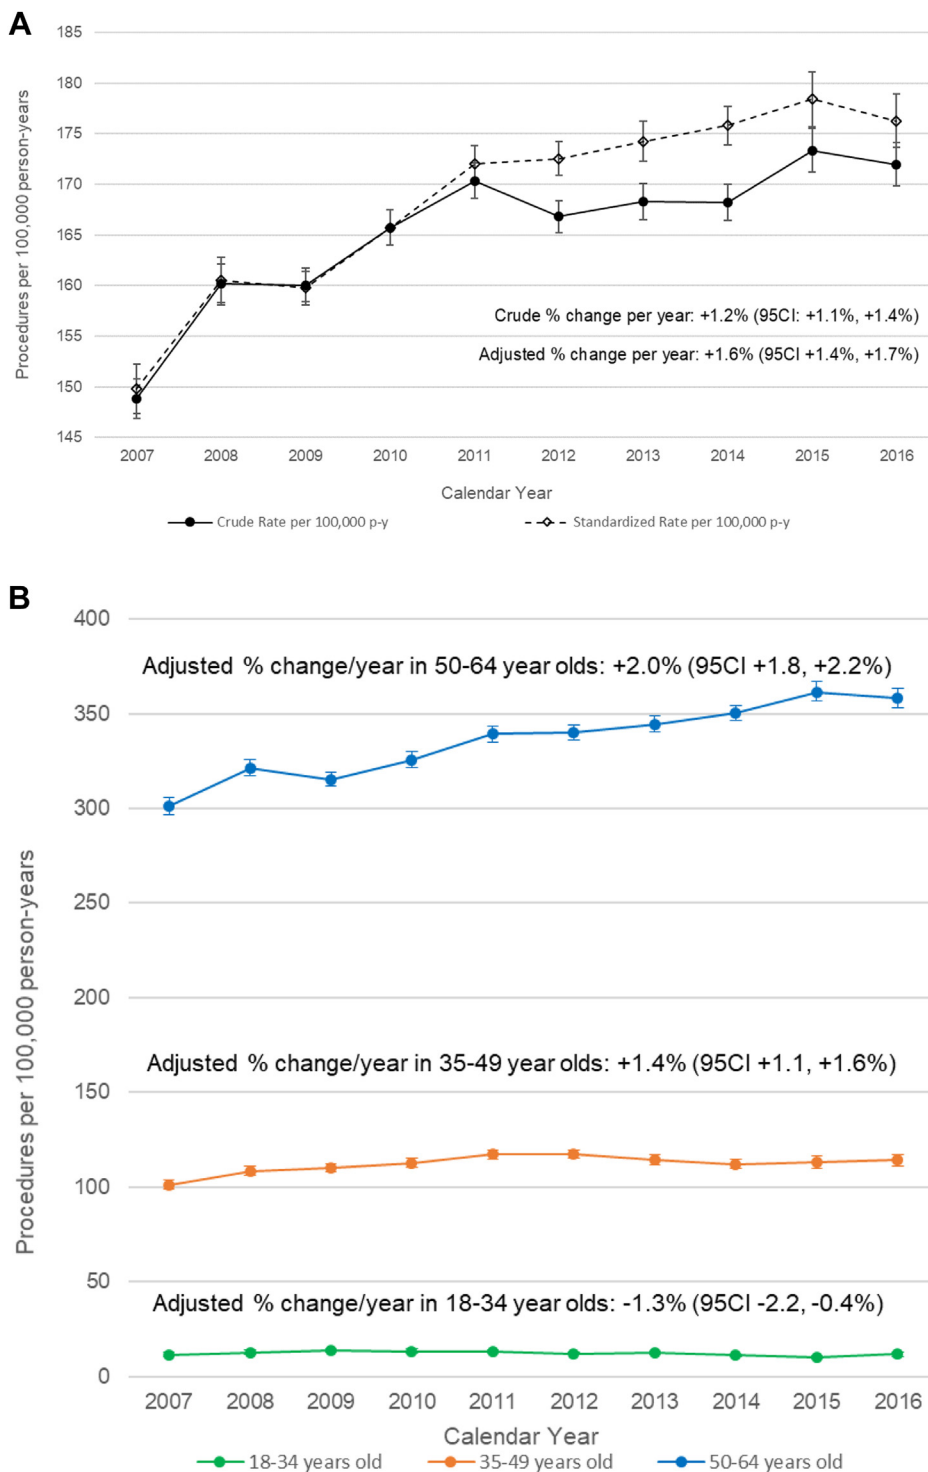 A
185
180
175
170
165
160
155
150
145
Procedures per 100,000 person-years
Crude % change per year: +1.2% (95CI: +1.1%, +1.4%)
Adjusted % change per year: +1.6% (95CI +1.4%, +1.7%)
2007 2008 2009 2010 2011 2012 2013 2014 2015 2016
Calendar Year
Crude Rate per 100,000 p-y Standardized Rate per 100,000 p-y
B
400
Adjusted % change/year in 50-64 year olds: +2.0% (95CI +1.8, +2.2%)
350
300
250
200
Adjusted % change/year in 35-49 year olds: +1.4% (95CI +1.1, +1.6%)
150
100
50
Adjusted % change/year in 18-34 year olds: -1.3% (95CI -2.2, -0.4%)
0
Procedures per 100,000 person-years
2007 2008 2009 2010 2011 2012 2013 2014 2015 2016
Calendar Year
18-34 years old 35-49 years old 50-64 years old